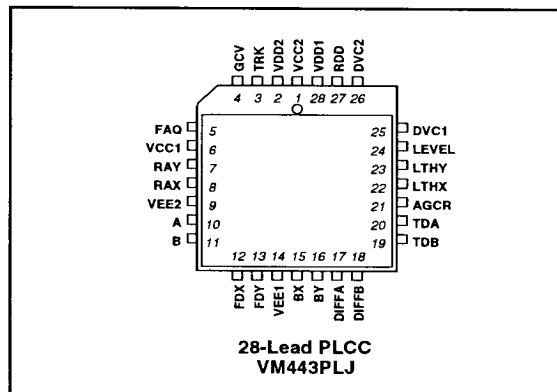 GCV TRK VDD2 VCC2 VDD1 RDD DVC2
4 3 2 1 28 27 26
FAQ 5 25 DVC1
VCC1 6 24 LEVEL
RAY 7 23 LTHY
RAX 8 22 LTHX
VEE2 9 21 AGCR
A 10 20 TDA
B 11 19 TDB
12 13 14 15 16 17 18
FDX FDY VEE1 BX BY DIFFA DIFFB
28-Lead PLCC
VM443PLJ